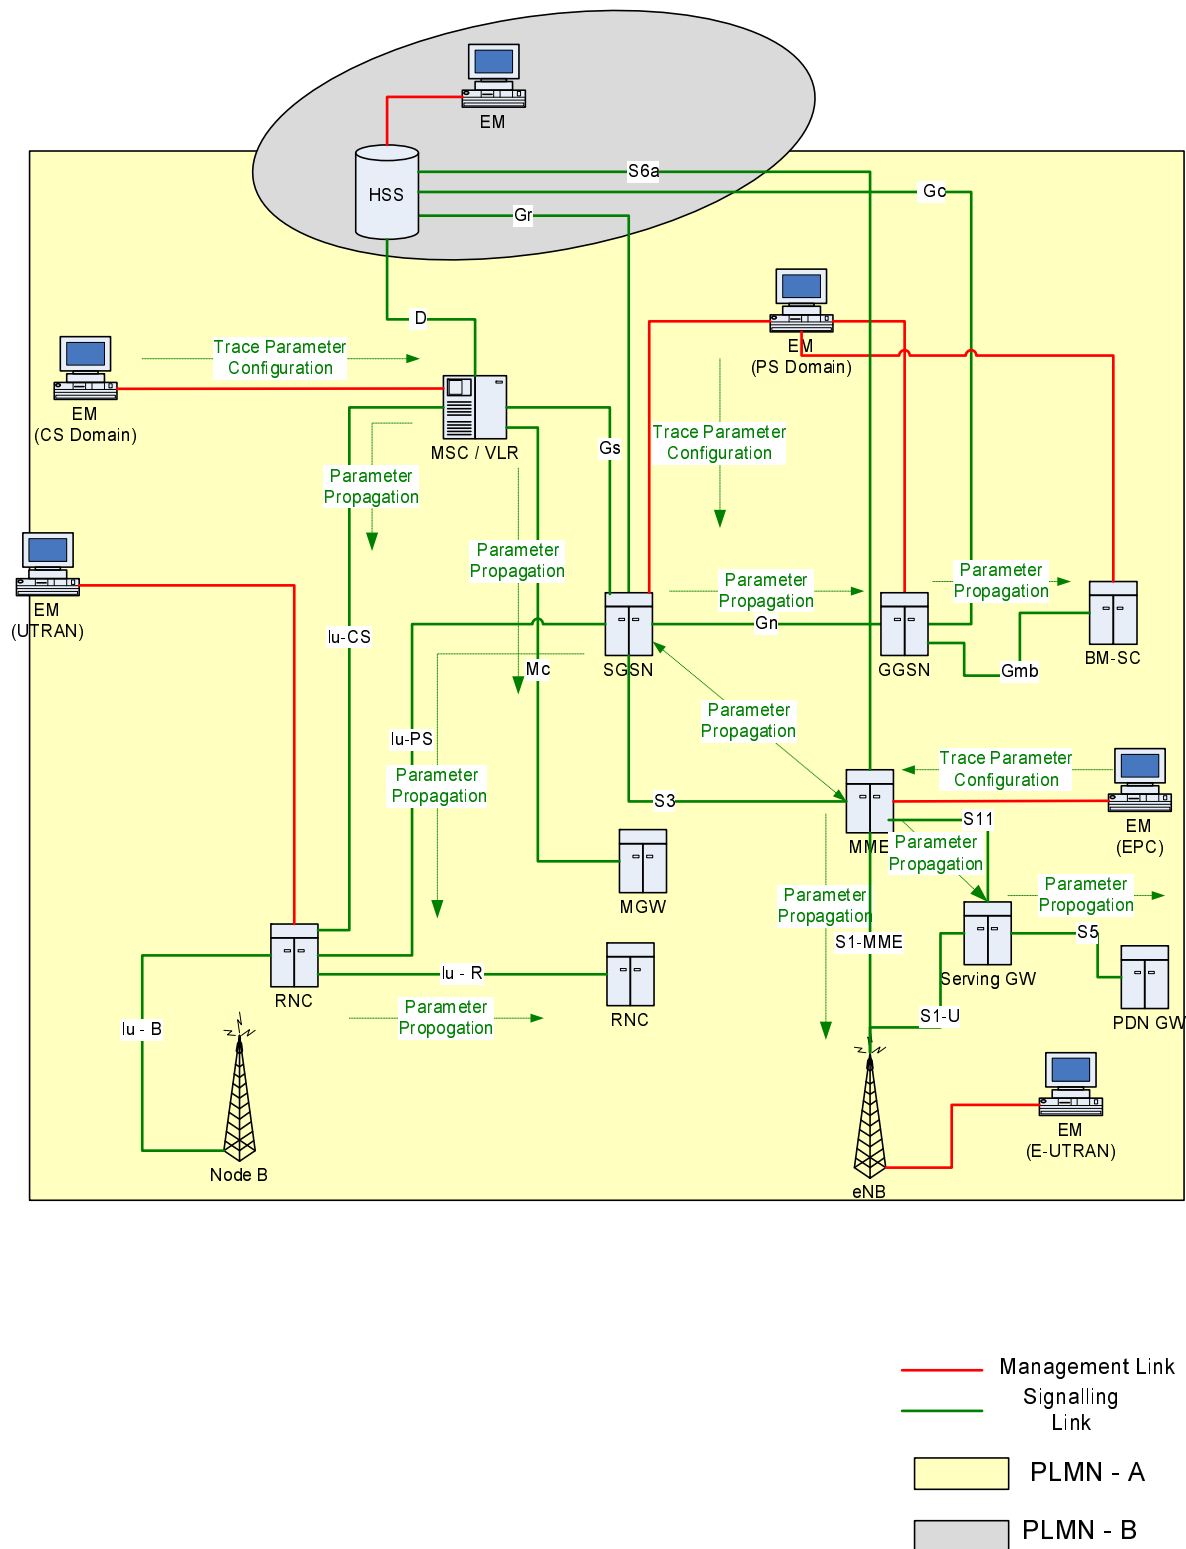 EM
HSS
S6a
Gc
Gr
D
Trace Parameter
Configuration
EM
(PS Domain)
EM
(CS Domain)
MSC / VLR
Gs
Trace Parameter
Configuration
Parameter
Propagation
Parameter
Propagation
EM
(UTRAN)
Iu-CS
Parameter
Propagation
Parameter
Propagation
Gn
SGSN
GGSN
Gmb
BM-SC
Mc
Iu-PS
Parameter
Propagation
Parameter
Propagation
Trace Parameter
Configuration
S3
S11
MME
EM
(EPC)
Parameter
Propagation
MGW
Parameter
Propagation
Parameter
Propogation
S1-MME
S5
Serving GW
Iu - R
RNC
RNC
Parameter
Propogation
S1-U
PDN GW
Iu - B
Node B
EM
(E-UTRAN)
eNB
Management Link
Signalling
Link
PLMN - A
PLMN - B